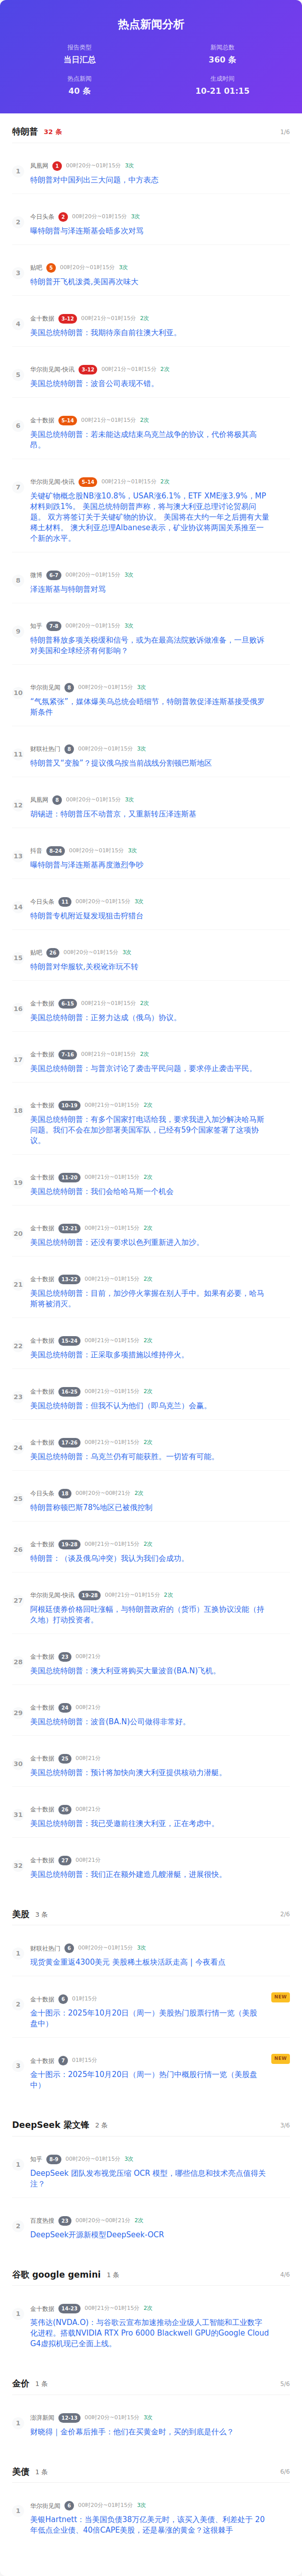 热点新闻分析
报告类型
新闻总数
当日汇总
360 条
热点新闻
生成时间
40 条
10-21 01:15
特朗普 32 条 1/6
1 凤凰网 1 00时20分~01时15分 3次
特朗普对中国列出三大问题，中方表态
2 今日头条 2 00时20分~01时15分 3次
曝特朗普与泽连斯基会晤多次对骂
3 贴吧 5 00时20分~01时15分 3次
特朗普开飞机泼粪,美国再次味大
4 金十数据 3-12 00时21分~01时15分 2次
美国总统特朗普：我期待亲自前往澳大利亚。
5 华尔街见闻-快讯 3-12 00时21分~01时15分 2次
美国总统特朗普：波音公司表现不错。
6 金十数据 5-14 00时21分~01时15分 2次
美国总统特朗普：若未能达成结束乌克兰战争的协议，代价将极其高
昂。
7 华尔街见闻-快讯 5-14 00时21分~01时15分 2次
关键矿物概念股NB涨10.8%，USAR涨6.1%，ETF XME涨3.9%，MP
材料则跌1%。 美国总统特朗普声称，将与澳大利亚总理讨论贸易问
题。 双方将签订关于关键矿物的协议。 美国将在大约一年之后拥有大量
稀土材料。 澳大利亚总理Albanese表示，矿业协议将两国关系推至一
个新的水平。
8 微博 6-7 00时20分~01时15分 3次
泽连斯基与特朗普对骂
9 知乎 7-8 00时20分~01时15分 3次
特朗普释放多项关税缓和信号，或为在最高法院败诉做准备，一旦败诉
对美国和全球经济有何影响？
10 华尔街见闻 8 00时20分~01时15分 3次
“气氛紧张”，媒体爆美乌总统会晤细节，特朗普敦促泽连斯基接受俄罗
斯条件
11 财联社热门 8 00时20分~01时15分 3次
特朗普又“变脸”？提议俄乌按当前战线分割顿巴斯地区
12 凤凰网 8 00时20分~01时15分 3次
胡锡进：特朗普压不动普京，又重新转压泽连斯基
13 抖音 8-24 00时20分~01时15分 3次
曝特朗普与泽连斯基再度激烈争吵
14 今日头条 11 00时20分~01时15分 3次
特朗普专机附近疑发现狙击狩猎台
15 贴吧 26 00时20分~01时15分 3次
特朗普对华服软,关税讹诈玩不转
16 金十数据 6-15 00时21分~01时15分 2次
美国总统特朗普：正努力达成（俄乌）协议。
17 金十数据 7-16 00时21分~01时15分 2次
美国总统特朗普：与普京讨论了袭击平民问题，要求停止袭击平民。
18 金十数据 10-19 00时21分~01时15分 2次
美国总统特朗普：有多个国家打电话给我，要求我进入加沙解决哈马斯
问题。我们不会在加沙部署美国军队，已经有59个国家签署了这项协
议。
19 金十数据 11-20 00时21分~01时15分 2次
美国总统特朗普：我们会给哈马斯一个机会
20 金十数据 12-21 00时21分~01时15分 2次
美国总统特朗普：还没有要求以色列重新进入加沙。
21 金十数据 13-22 00时21分~01时15分 2次
美国总统特朗普：目前，加沙停火掌握在别人手中。如果有必要，哈马
斯将被消灭。
22 金十数据 15-24 00时21分~01时15分 2次
美国总统特朗普：正采取多项措施以维持停火。
23 金十数据 16-25 00时21分~01时15分 2次
美国总统特朗普：但我不认为他们（即乌克兰）会赢。
24 金十数据 17-26 00时21分~01时15分 2次
美国总统特朗普：乌克兰仍有可能获胜。一切皆有可能。
25 今日头条 18 00时20分~00时21分 2次
特朗普称顿巴斯78%地区已被俄控制
26 金十数据 19-28 00时21分~01时15分 2次
特朗普：（谈及俄乌冲突）我认为我们会成功。
27 华尔街见闻-快讯 19-28 00时21分~01时15分 2次
阿根廷债券价格回吐涨幅，与特朗普政府的（货币）互换协议没能（持
久地）打动投资者。
28 金十数据 23 00时21分
美国总统特朗普：澳大利亚将购买大量波音(BA.N)飞机。
29 金十数据 24 00时21分
美国总统特朗普：波音(BA.N)公司做得非常好。
30 金十数据 25 00时21分
美国总统特朗普：预计将加快向澳大利亚提供核动力潜艇。
31 金十数据 26 00时21分
美国总统特朗普：我已受邀前往澳大利亚，正在考虑中。
32 金十数据 27 00时21分
美国总统特朗普：我们正在额外建造几艘潜艇，进展很快。
美股 3 条 2/6
1 财联社热门 6 00时20分~01时15分 3次
现货黄金重返4300美元 美股稀土板块活跃走高 | 今夜看点
2 金十数据 6 01时15分 NEW
金十图示：2025年10月20日（周一）美股热门股票行情一览（美股
盘中）
3 金十数据 7 01时15分 NEW
金十图示：2025年10月20日（周一）热门中概股行情一览（美股盘
中）
DeepSeek 梁文锋 2 条 3/6
1 知乎 8-9 00时20分~01时15分 3次
DeepSeek 团队发布视觉压缩 OCR 模型，哪些信息和技术亮点值得关
注？
2 百度热搜 23 00时20分~00时21分 2次
DeepSeek开源新模型DeepSeek-OCR
谷歌 google gemini 1 条 4/6
1 金十数据 14-23 00时21分~01时15分 2次
英伟达(NVDA.O)：与谷歌云宣布加速推动企业级人工智能和工业数字
化进程。搭载NVIDIA RTX Pro 6000 Blackwell GPU的Google Cloud
G4虚拟机现已全面上线。
金价 1 条 5/6
1 澎湃新闻 12-13 00时20分~01时15分 3次
财晓得｜金价幕后推手：他们在买黄金时，买的到底是什么？
美债 1 条 6/6
1 华尔街见闻 6 00时20分~01时15分 3次
美银Hartnett：当美国负债38万亿美元时，该买入美债、利差处于 20
年低点企业债、40倍CAPE美股，还是暴涨的黄金？这很棘手